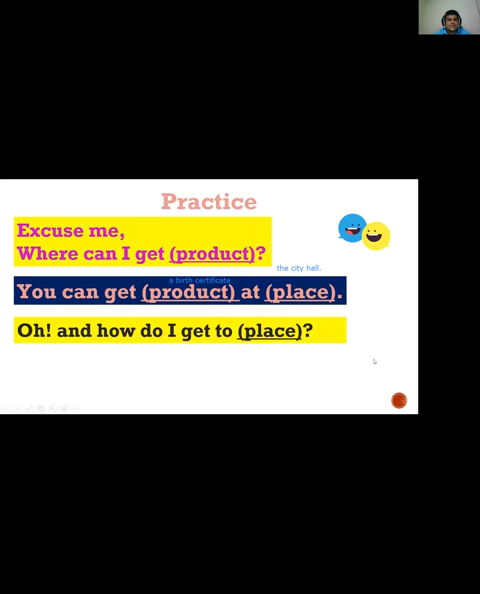 Practice
Excuse me,
Where can I get (product)?
the city hall.
a birth certificate
You can get (product) at (place).
Oh! and how do I get to (place)?